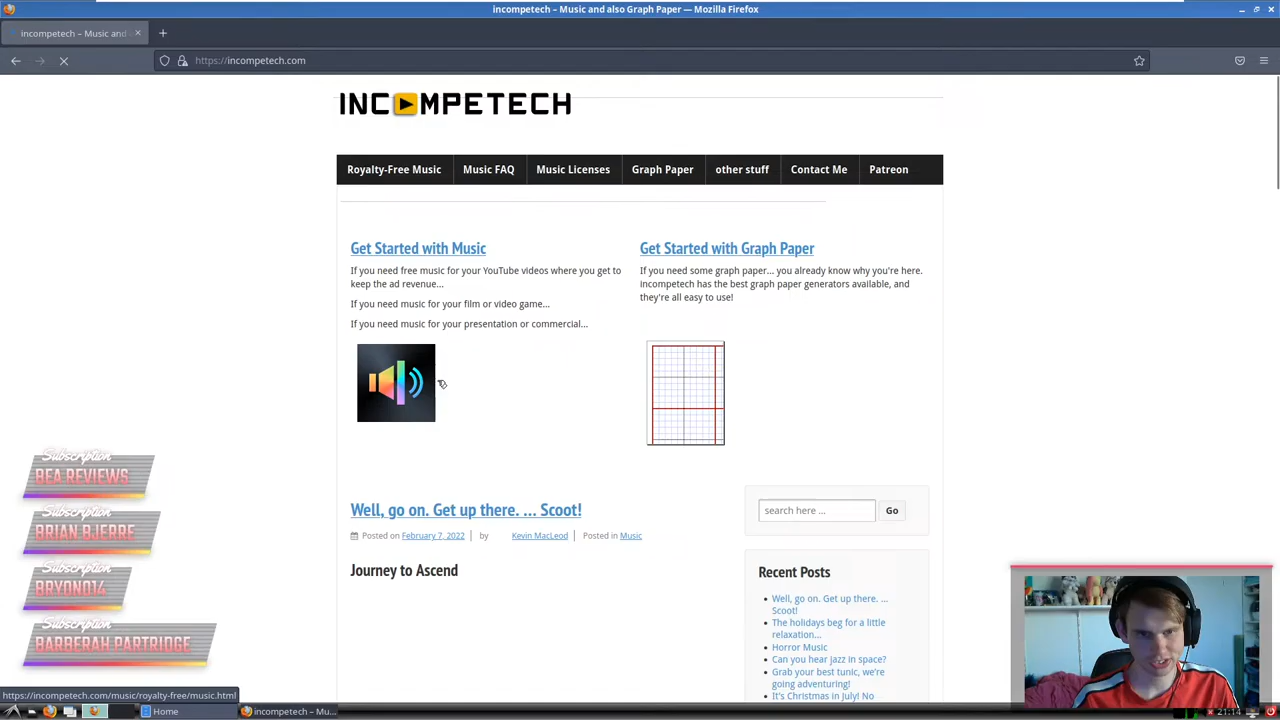 incompetech – Music and also Graph Paper — Mozilla Firefox
incompetech – Music and
https://incompetech.com
INCOMPETECH
Royalty-Free Music
Music FAQ
Music Licenses
Graph Paper
other stuff
Contact Me
Patreon
Get Started with Music
If you need free music for your YouTube videos where you get to
keep the ad revenue...
If you need music for your film or video game...
If you need music for your presentation or commercial...
Get Started with Graph Paper
If you need some graph paper... you already know why you're here.
incompetech has the best graph paper generators available, and
they're all easy to use!
Well, go on. Get up there. … Scoot!
Posted on February 7, 2022 by Kevin MacLeod Posted in Music
Journey to Ascend
search here ...
Go
Recent Posts
Well, go on. Get up there. …
Scoot!
The holidays beg for a little
relaxation…
Horror Music
Can you hear jazz in space?
Grab your best tunic, we're
going adventuring!
It's Christmas in July! No
Subscription
BEA REVIEWS
Subscription
BRIAN BJERRE
Subscription
BRYON014
Subscription
BARBERAH PARTRIDGE
https://incompetech.com/music/royalty-free/music.html
Home
incompetech – Mu...
21:14